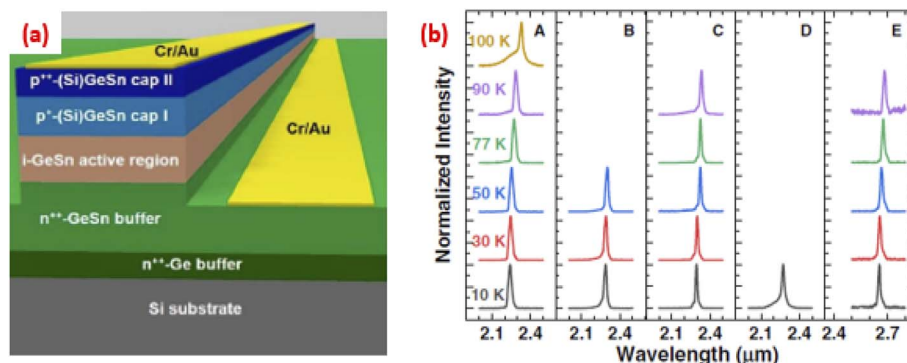 (a)
Cr/Au
p⁺⁺-(Si)GeSn cap II
p⁺-(Si)GeSn cap I
Cr/Au
i-GeSn active region
n⁺⁺-GeSn buffer
n⁺⁺-Ge buffer
Si substrate
(b)
Normalized Intensity
100 K
90 K
77 K
50 K
30 K
10 K
A
B
C
D
E
2.1 2.4 2.1 2.4 2.1 2.4 2.1 2.4 2.7
Wavelength (μm)